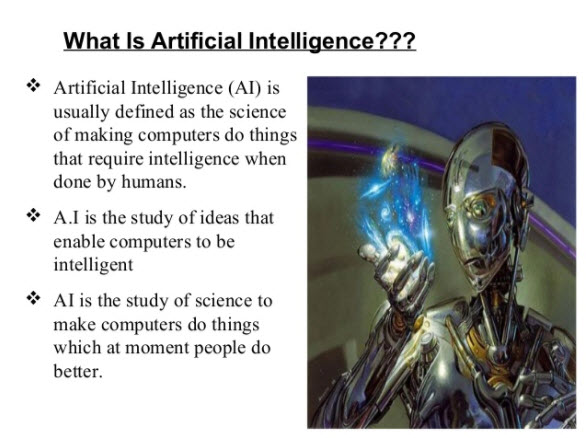 What Is Artificial Intelligence???
❖ Artificial Intelligence (AI) is
usually defined as the science
of making computers do things
that require intelligence when
done by humans.
❖ A.I is the study of ideas that
enable computers to be
intelligent
❖ AI is the study of science to
make computers do things
which at moment people do
better.